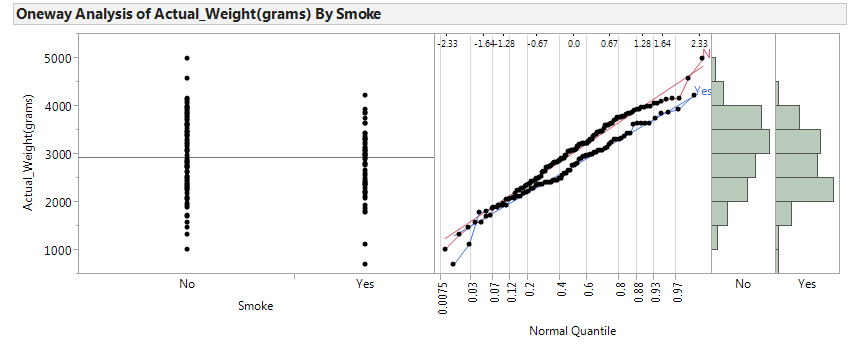 Oneway Analysis of Actual_Weight(grams) By Smoke
-2.33 -1.64 -1.28 -0.67 0.0 0.67 1.28 1.64 2.33
N
Yes
5000
4000
3000
2000
1000
Actual_Weight(grams)
No Yes
Smoke
0.0075 0.03 0.07 0.12 0.2 0.4 0.6 0.8 0.88 0.93 0.97
Normal Quantile
No Yes